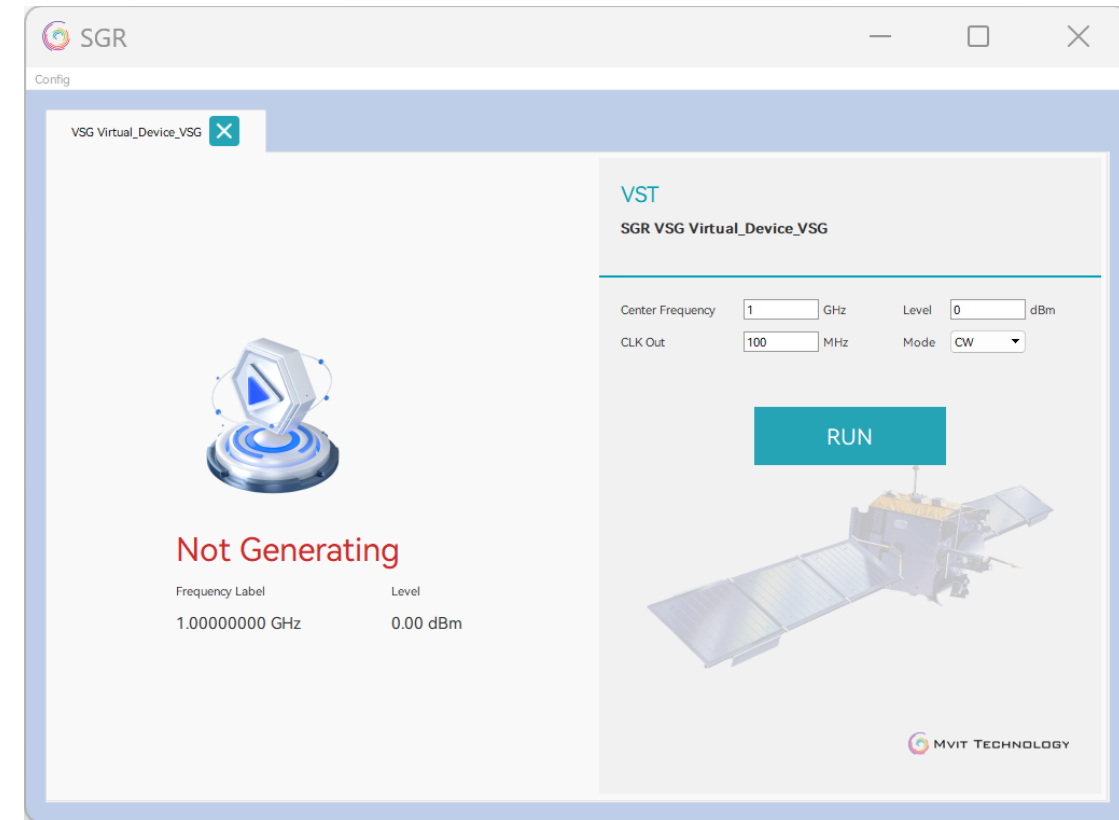 SGR
Config
VSG Virtual_Device_VSG
VST
SGR VSG Virtual_Device_VSG
Center Frequency 1 GHz Level 0 dBm
CLK Out 100 MHz Mode CW
RUN
Not Generating
Frequency Label Level
1.00000000 GHz 0.00 dBm
MVIT TECHNOLOGY